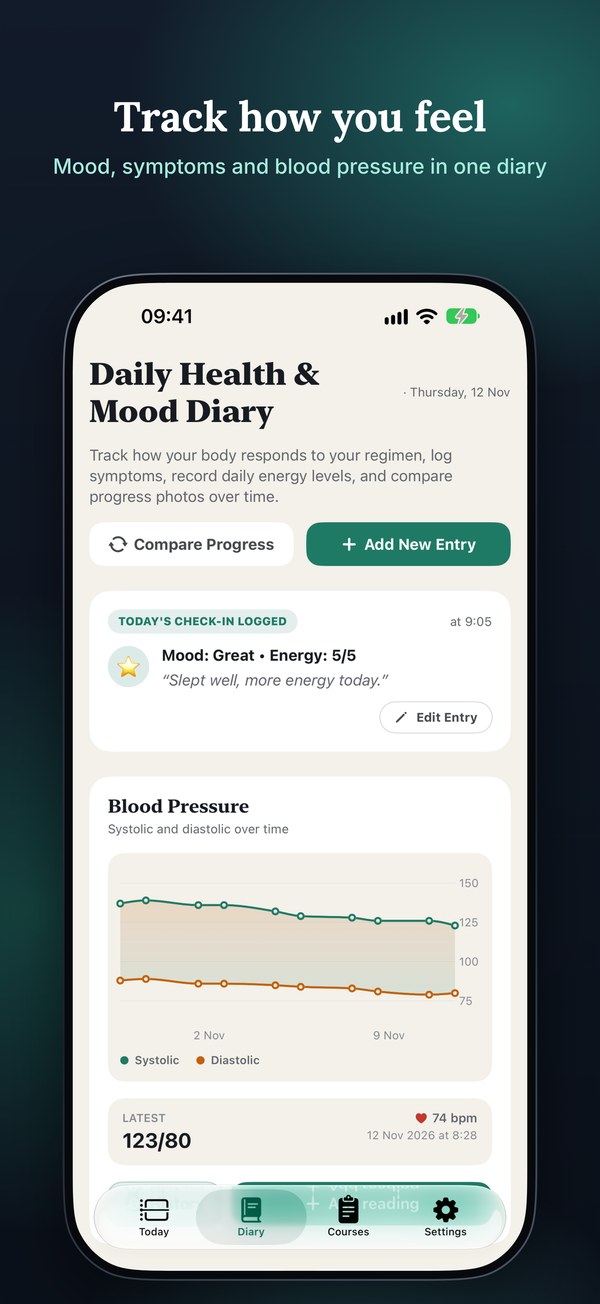 Track how you feel
Mood, symptoms and blood pressure in one diary
09:41
Daily Health &
Mood Diary
· Thursday, 12 Nov
Track how your body responds to your regimen, log
symptoms, record daily energy levels, and compare
progress photos over time.
Compare Progress
+ Add New Entry
TODAY'S CHECK-IN LOGGED
at 9:05
Mood: Great • Energy: 5/5
“Slept well, more energy today.”
Edit Entry
Blood Pressure
Systolic and diastolic over time
150
125
100
75
2 Nov
9 Nov
Systolic
Diastolic
LATEST
74 bpm
123/80
12 Nov 2026 at 8:28
reading
Today
Diary
Courses
Settings